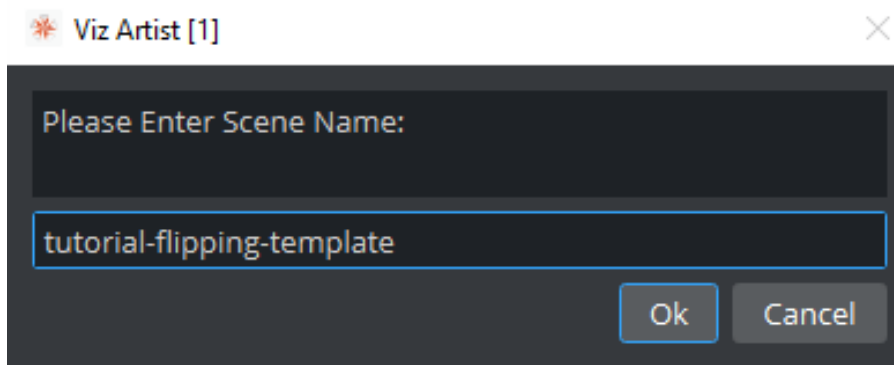 Viz Artist [1]
Please Enter Scene Name:
tutorial-flipping-template
Ok Cancel